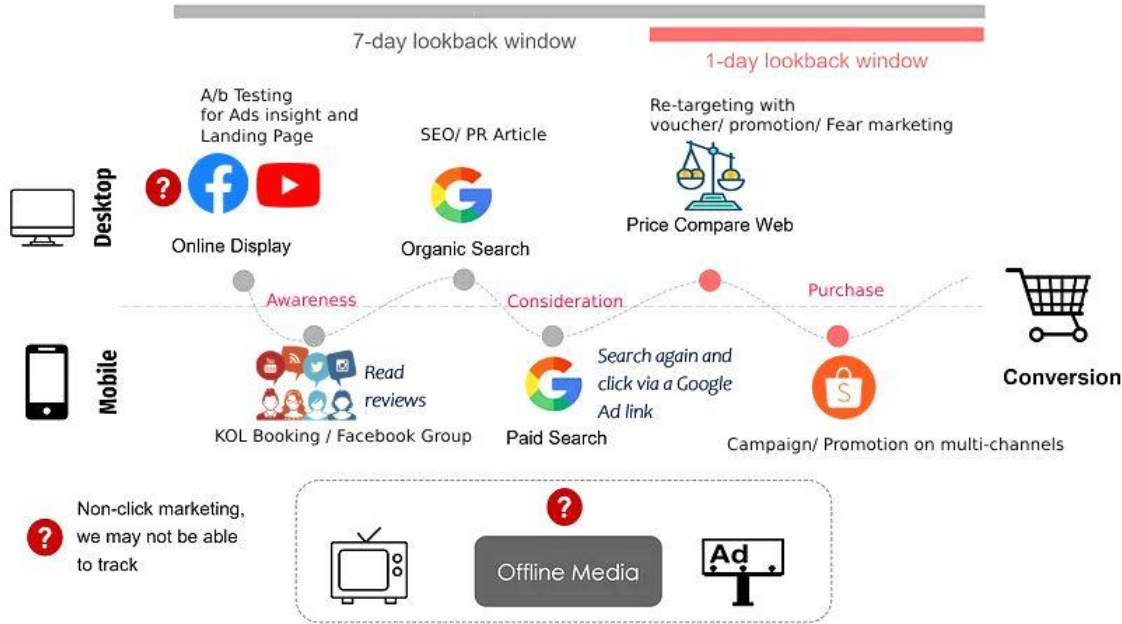 7-day lookback window
1-day lookback window
A/b Testing
for Ads insight and
Landing Page
SEO/ PR Article
Re-targeting with
voucher/ promotion/ Fear marketing
?
Desktop
Online Display
Organic Search
Price Compare Web
Awareness
Consideration
Purchase
Mobile
Read
reviews
Search again and
click via a Google
Ad link
Conversion
KOL Booking / Facebook Group
Paid Search
Campaign/ Promotion on multi-channels
?
Non-click marketing,
we may not be able
to track
?
Offline Media
Ad